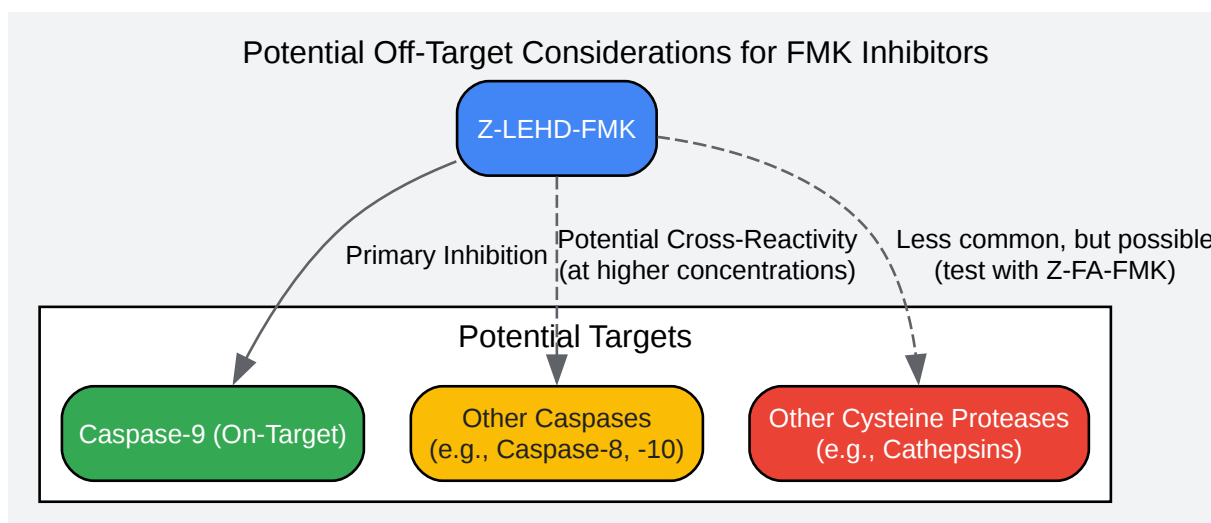 Potential Off-Target Considerations for FMK Inhibitors
Z-LEHD-FMK
Primary Inhibition
Potential Cross-Reactivity
(at higher concentrations)
Less common, but possible
(test with Z-FA-FMK)
Potential Targets
Caspase-9 (On-Target)
Other Caspases
(e.g., Caspase-8, -10)
Other Cysteine Proteases
(e.g., Cathepsins)